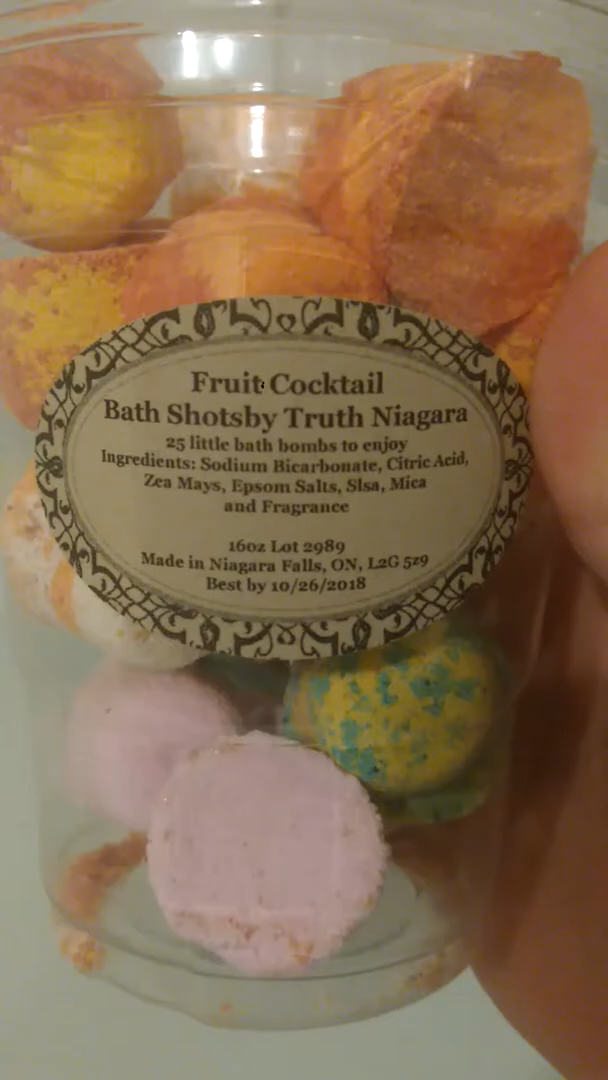 Fruit Cocktail
Bath Shotsby Truth Niagara
25 little bath bombs to enjoy
Ingredients: Sodium Bicarbonate, Citric Acid,
Zea Mays, Epsom Salts, Slsa, Mica
and Fragrance
16oz Lot 2989
Made in Niagara Falls, ON, L2G 5z9
Best by 10/26/2018